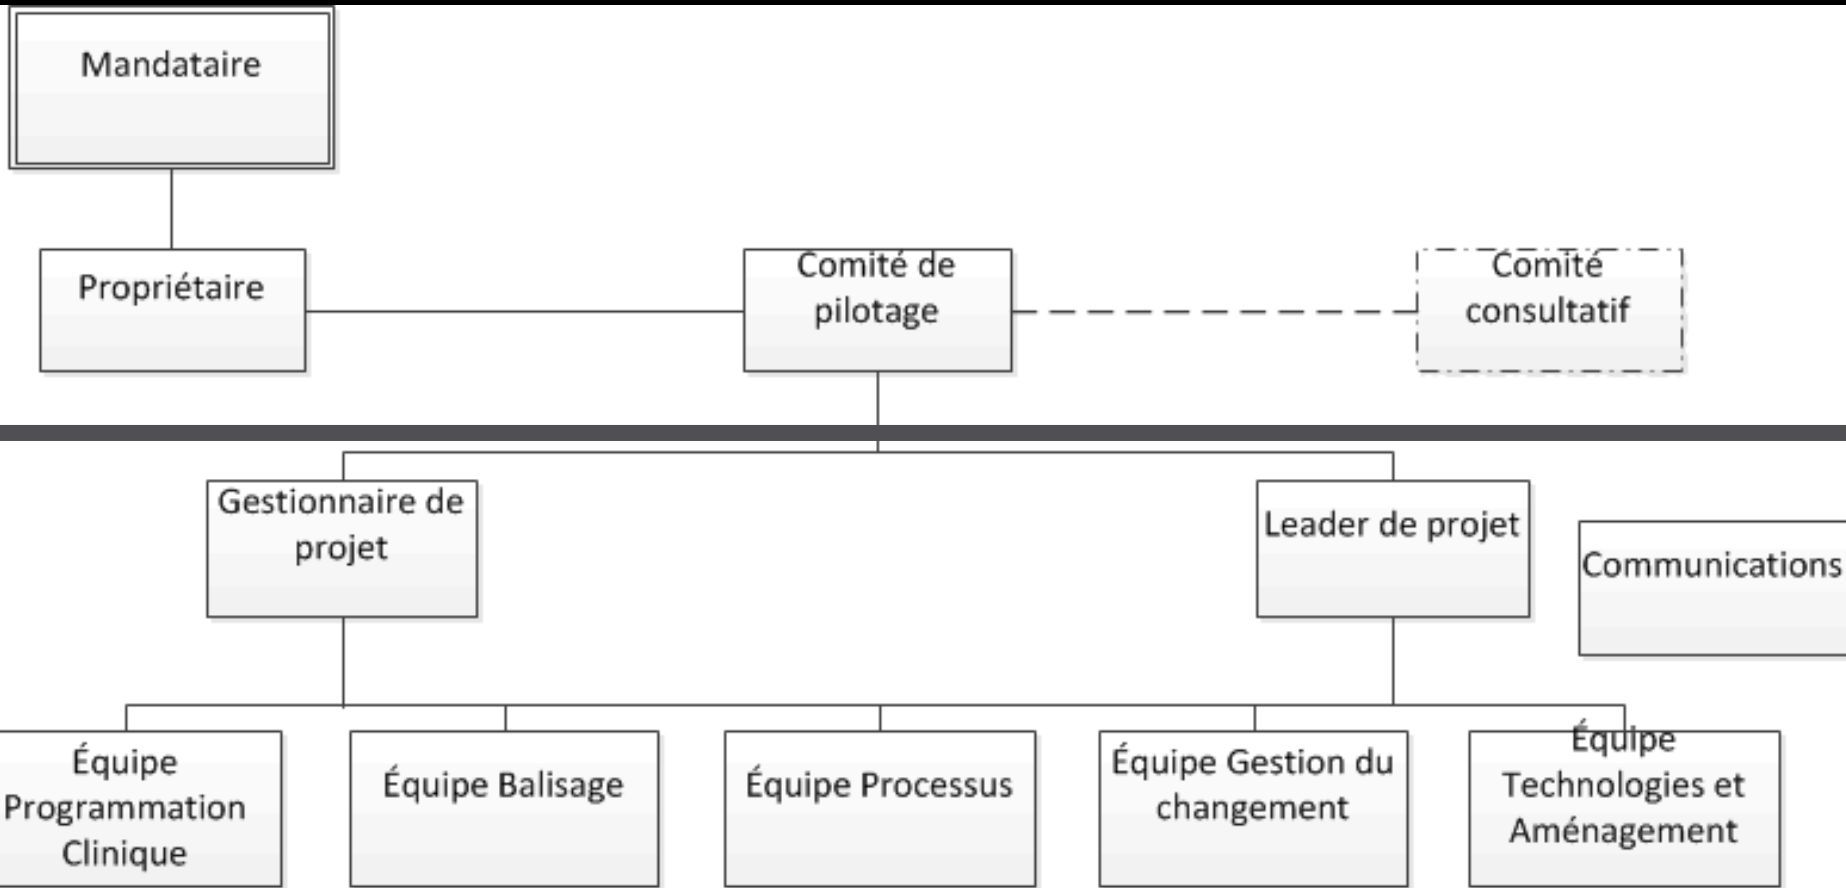 Mandataire
Propriétaire
Comité de
pilotage
Comité
consultatif
Gestionnaire de
projet
Leader de projet
Communications
Équipe
Programmation
Clinique
Équipe Balisage
Équipe Processus
Équipe Gestion du
changement
Équipe
Technologies et
Aménagement